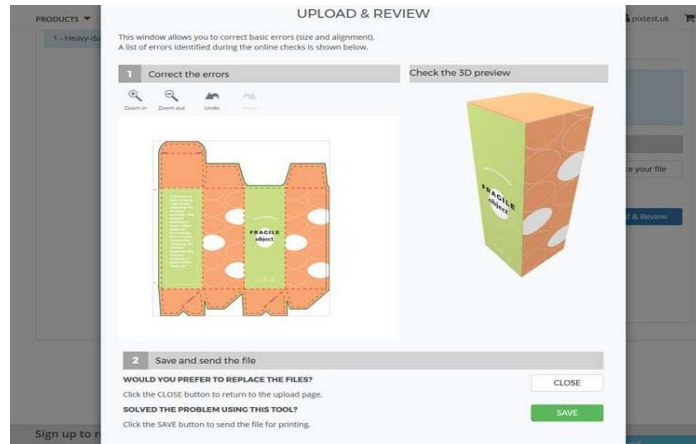 UPLOAD & REVIEW
PRODUCTS
pixtest.uk
1 - Heavy-du
This window allows you to correct basic errors (size and alignment).
A list of errors identified during the online checks is shown below.
1 Correct the errors
Check the 3D preview
Zoom in Zoom out Undo
FRAGILE
object
FRAGILE
object
e your file
d & Review
2 Save and send the file
WOULD YOU PREFER TO REPLACE THE FILES?
Click the CLOSE button to return to the upload page.
CLOSE
SOLVED THE PROBLEM USING THIS TOOL?
Click the SAVE button to send the file for printing.
SAVE
Sign up to